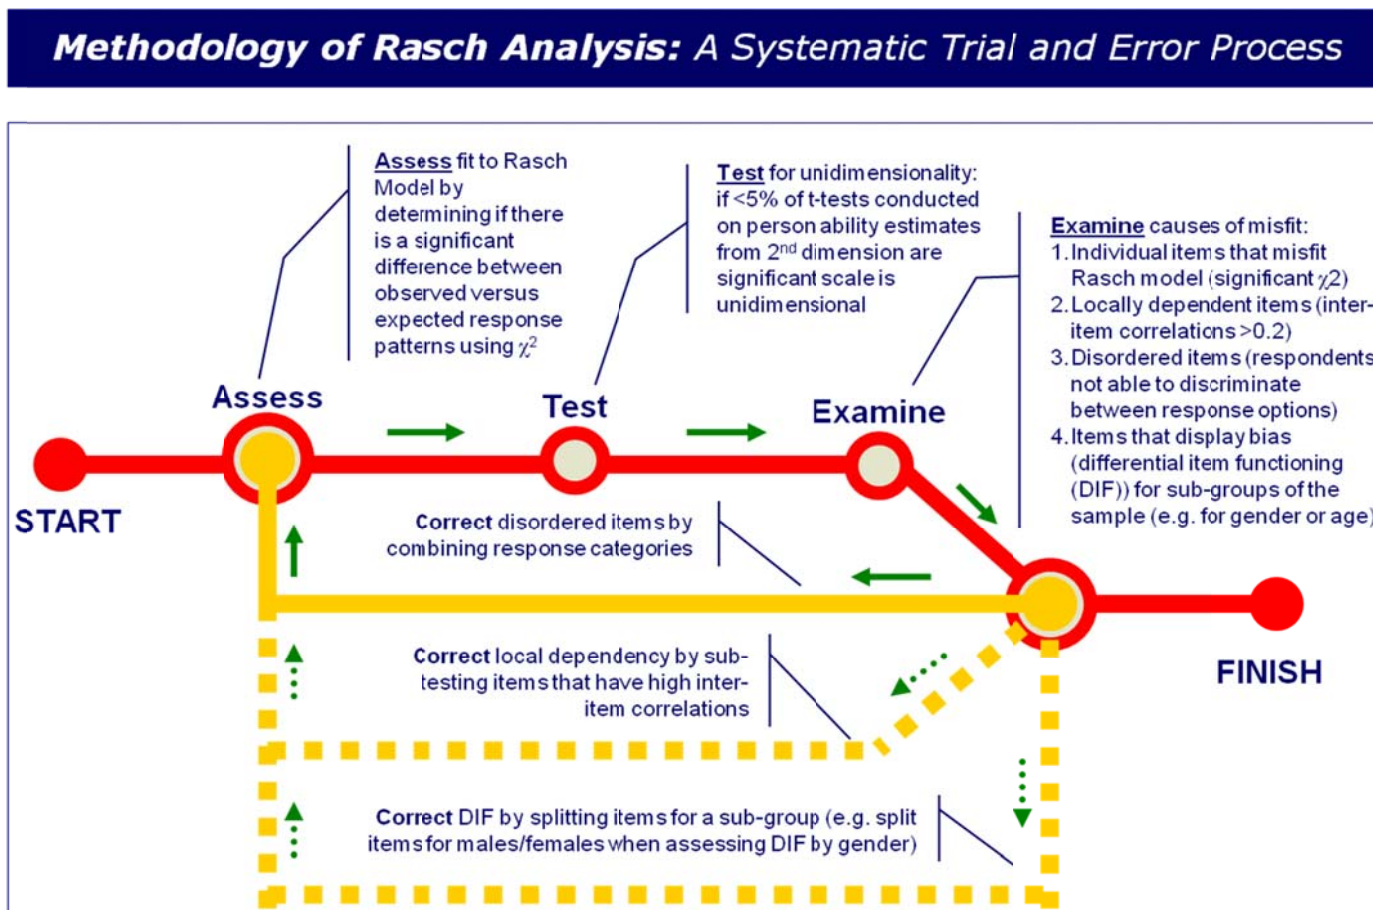 Methodology of Rasch Analysis: A Systematic Trial and Error Process
Assess fit to Rasch
Model by
determining if there
is a significant
difference between
observed versus
expected response
patterns using χ²
Test for unidimensionality:
if <5% of t-tests conducted
on person ability estimates
from 2nd dimension are
significant scale is
unidimensional
Examine causes of misfit:
1. Individual items that misfit
Rasch model (significant χ2)
2. Locally dependent items (inter-
item correlations >0.2)
3. Disordered items (respondents
not able to discriminate
between response options)
4. Items that display bias
(differential item functioning
(DIF)) for sub-groups of the
sample (e.g. for gender or age)
Assess
Test
Examine
START
Correct disordered items by
combining response categories
Correct local dependency by sub-
testing items that have high inter-
item correlations
FINISH
Correct DIF by splitting items for a sub-group (e.g. split
items for males/females when assessing DIF by gender)